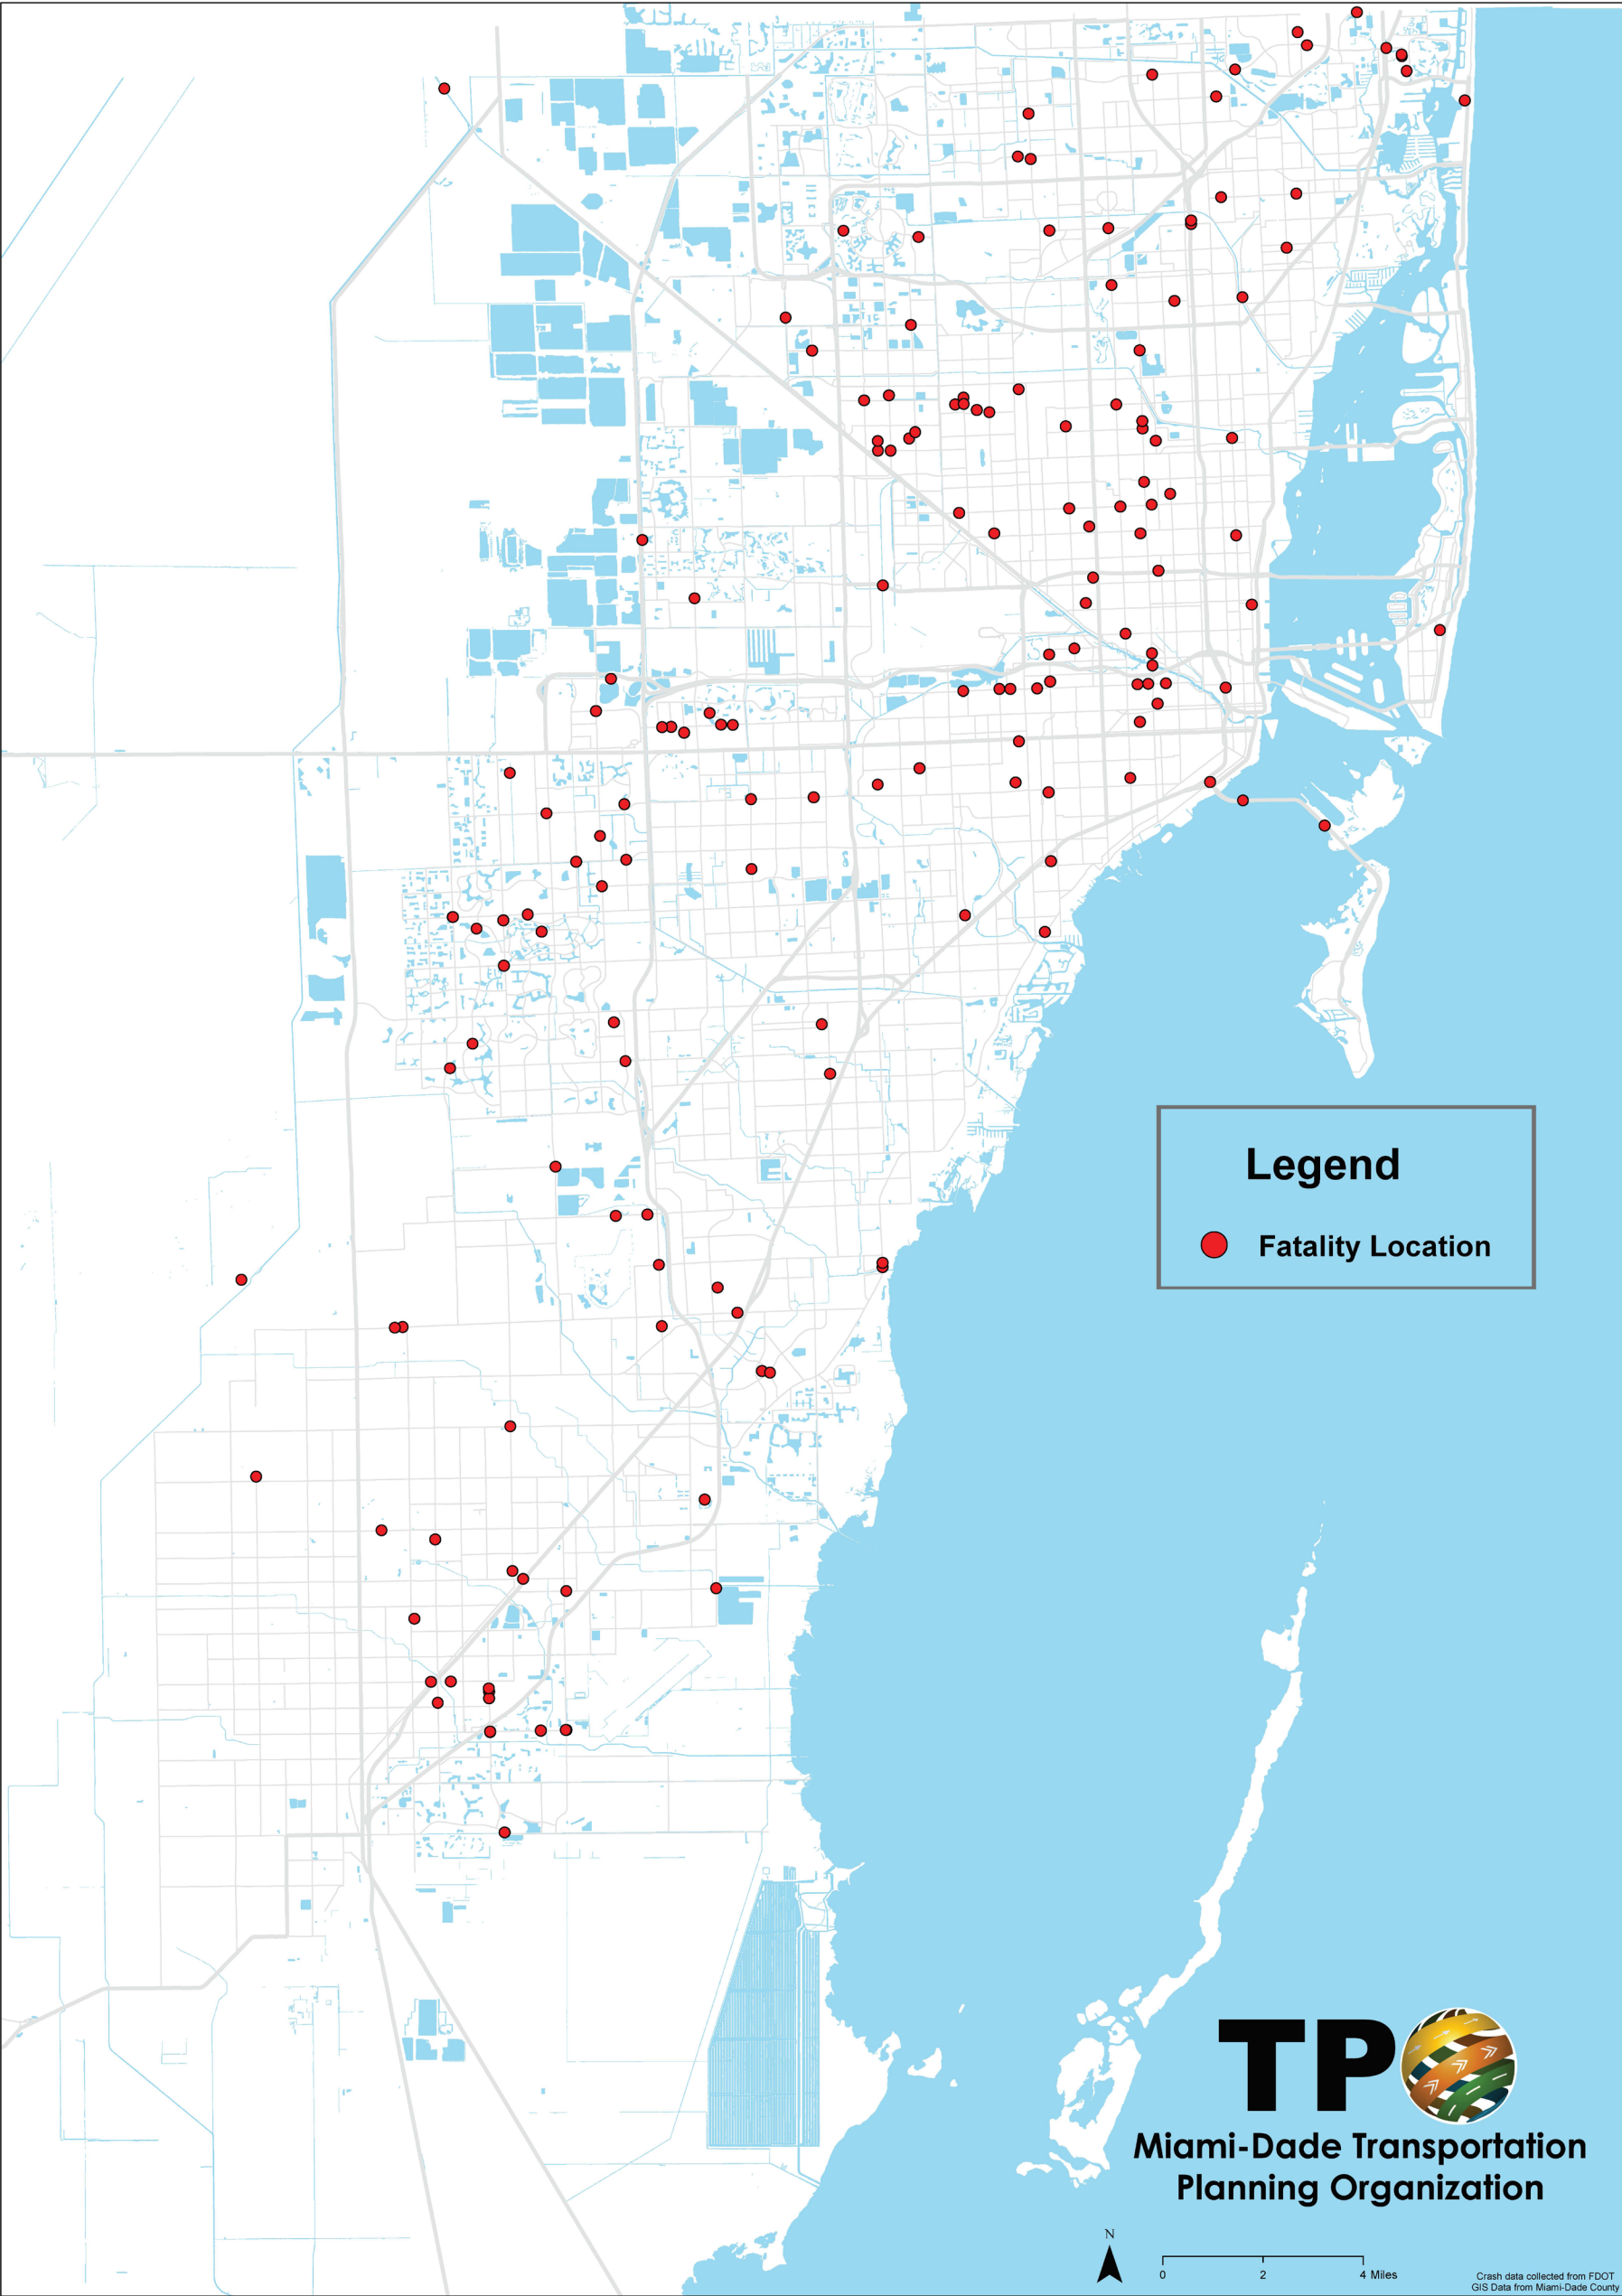 Legend
Fatality Location
TP
Miami-Dade Transportation
Planning Organization
N
0 2 4 Miles
Crash data collected from FDOT
GIS Data from Miami-Dade County